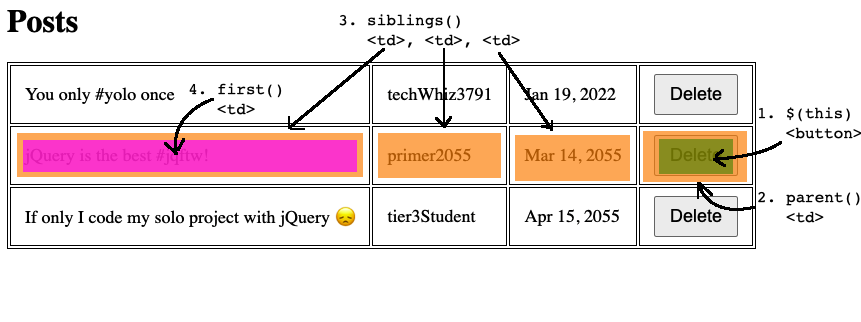 Posts
3. siblings()
<td>, <td>, <td>
You only #yolo once
4. first()
<td>
techWhiz3791
Jan 19, 2022
Delete
1. $(this)
<button>
jQuery is the best #jqftw!
primer2055
Mar 14, 2055
Delete
2. parent()
<td>
If only I code my solo project with jQuery 😞
tier3Student
Apr 15, 2055
Delete